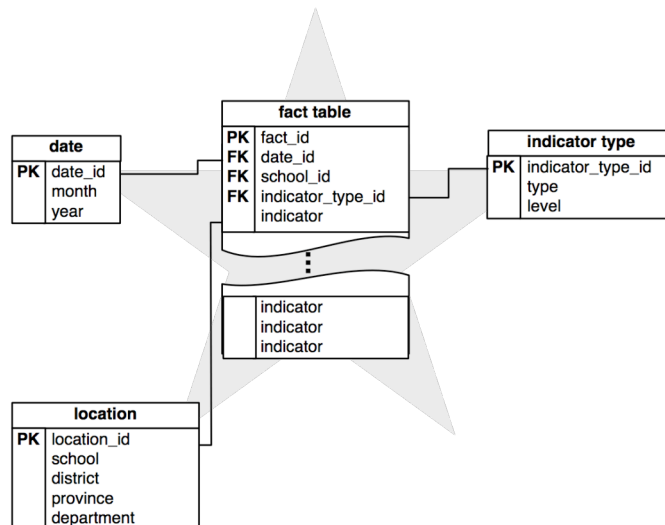 fact table
PK fact_id
FK date_id
FK school_id
FK indicator_type_id
indicator
indicator
indicator
indicator
date
PK date_id
month
year
indicator type
PK indicator_type_id
type
level
location
PK location_id
school
district
province
department